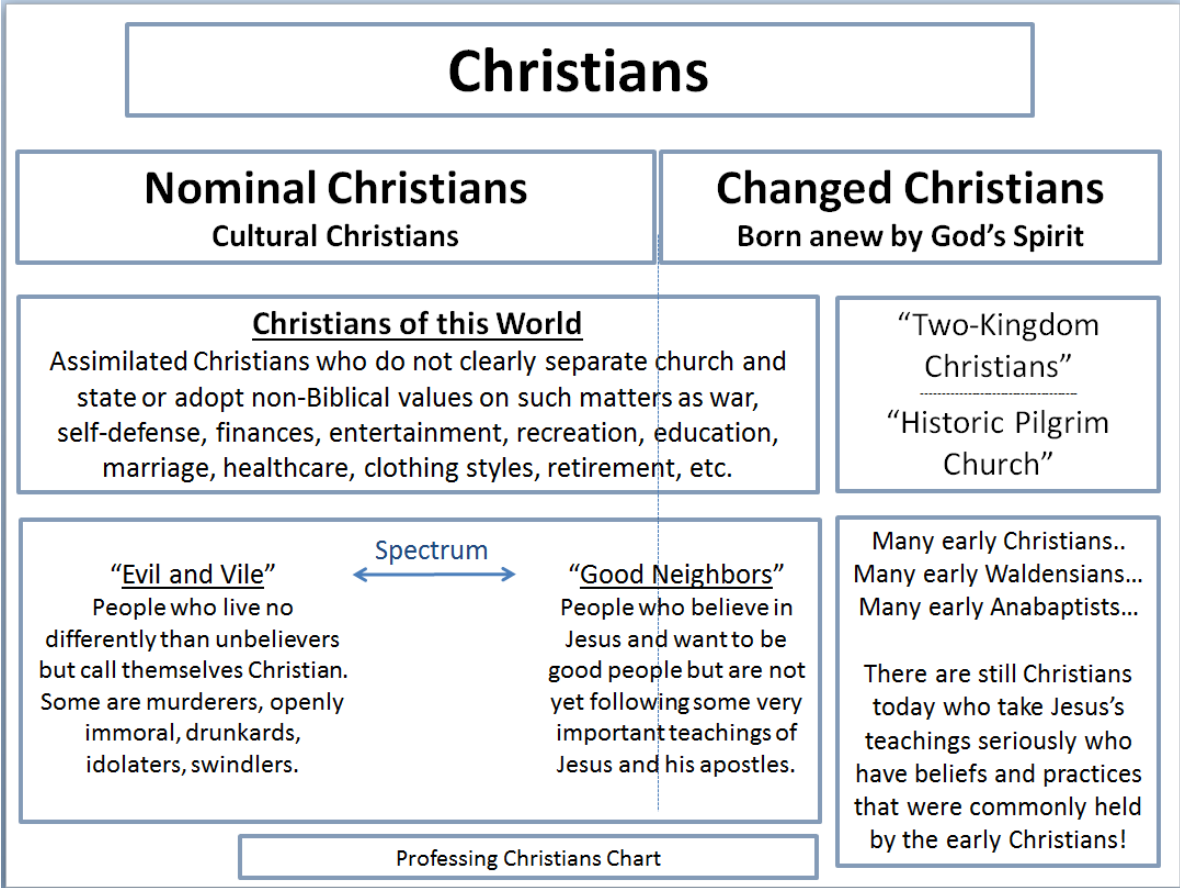 Christians
Nominal Christians
Cultural Christians
Changed Christians
Born anew by God's Spirit
Christians of this World
Assimilated Christians who do not clearly separate church and
state or adopt non-Biblical values on such matters as war,
self-defense, finances, entertainment, recreation, education,
marriage, healthcare, clothing styles, retirement, etc.
“Two-Kingdom
Christians”
“Historic Pilgrim
Church”
Spectrum
“Evil and Vile”
People who live no
differently than unbelievers
but call themselves Christian.
Some are murderers, openly
immoral, drunkards,
idolaters, swindlers.
“Good Neighbors”
People who believe in
Jesus and want to be
good people but are not
yet following some very
important teachings of
Jesus and his apostles.
Many early Christians..
Many early Waldensians…
Many early Anabaptists…
There are still Christians
today who take Jesus’s
teachings seriously who
have beliefs and practices
that were commonly held
by the early Christians!
Professing Christians Chart